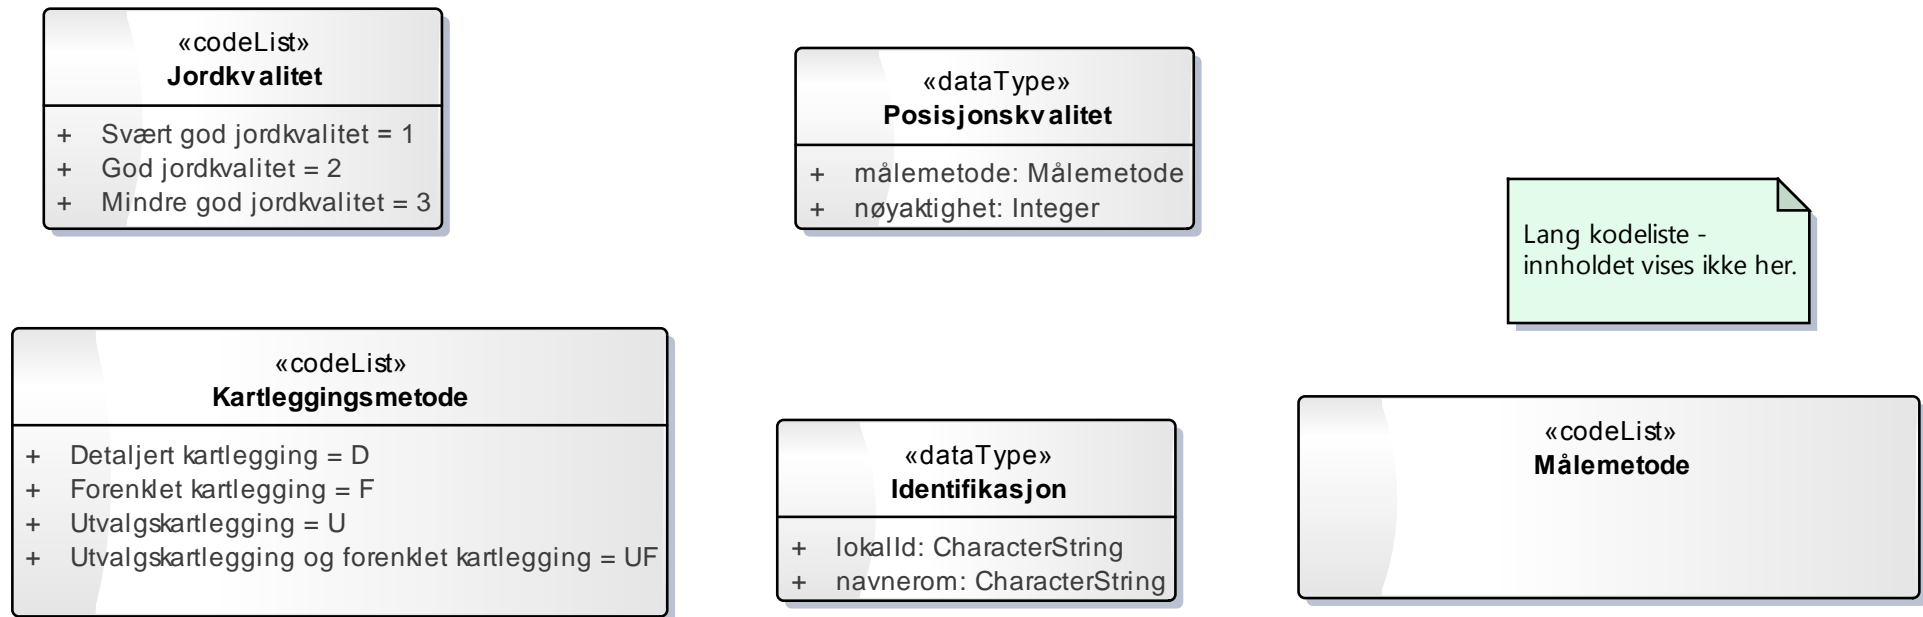 «codeList»
Jordkvalitet
+ Svært god jordkvalitet = 1
+ God jordkvalitet = 2
+ Mindre god jordkvalitet = 3
«dataType»
Posisjonskvalitet
+ målemetode: Målemetode
+ nøyaktighet: Integer
Lang kodeliste -
innholdet vises ikke her.
«codeList»
Kartleggingsmetode
+ Detaljert kartlegging = D
+ Forenklet kartlegging = F
+ Utvalgskartlegging = U
+ Utvalgskartlegging og forenklet kartlegging = UF
«dataType»
Identifikasjon
+ lokalId: CharacterString
+ navnerom: CharacterString
«codeList»
Målemetode